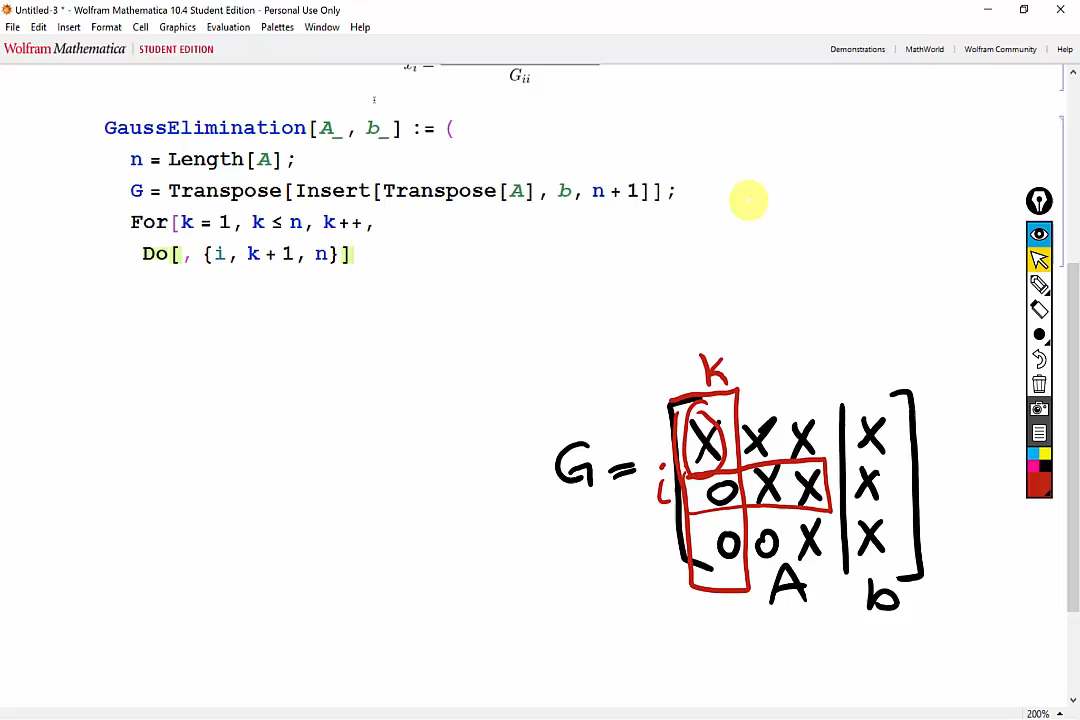 Untitled-3 * - Wolfram Mathematica 10.4 Student Edition - Personal Use Only
File Edit Insert Format Cell Graphics Evaluation Palettes Window Help
Wolfram Mathematica | STUDENT EDITION Demonstrations MathWorld Wolfram Community Help
G_{ii}
GaussElimination[A_, b_] := (
n = Length[A];
G = Transpose[Insert[Transpose[A], b, n + 1]];
For[k = 1, k ≤ n, k++,
Do[, {i, k + 1, n}]
K
X X X | X
G = i 0 X X | X
0 0 X | X
A b
200%